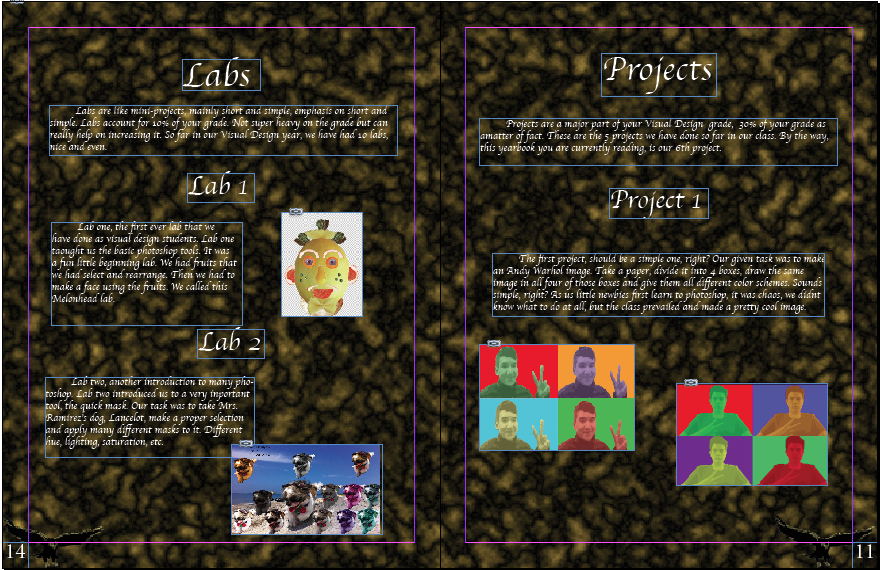 Labs
Labs are like mini-projects, mainly short and simple, emphasis on short and
simple. Labs account for 10% of your grade. Not super heavy on the grade but can
really help on increasing it. So far in our Visual Design year, we have had 10 labs,
nice and even.
Lab 1
Lab one, the first ever lab that we
have done as visual design students. Lab one
taought us the basic photoshop tools. It was
a fun little beginning lab. We had fruits that
we had select and rearrange. Then we had to
make a face using the fruits. We called this
Melonhead lab.
Lab 2
Lab two, another introduction to many pho-
toshop. Lab two introduced us to a very inportant
tool, the quick mask. Our task was to take Mrs.
Ramirez's dog, Lancelot, make a proper selection
and apply many different masks to it. Different
hue, lighting, saturation, etc.
14
Projects
Projects are a major part of your Visual Design grade, 30% of your grade as
amatter of fact. These are the 5 projects we have done so far in our class. By the way,
this yearbook you are currently reading, is our 6th project.
Project 1
The first project, should be a simple one, right? Our given task was to make
an Andy Warhol image. Take a paper, divide it into 4 boxes, draw the same
image in all four of those boxes and give them all different color schemes. Sounds
simple, right? As us little newbies first learn to photoshop, it was chaos, we didnt
know what to do at all, but the class prevailed and made a pretty cool image.
11